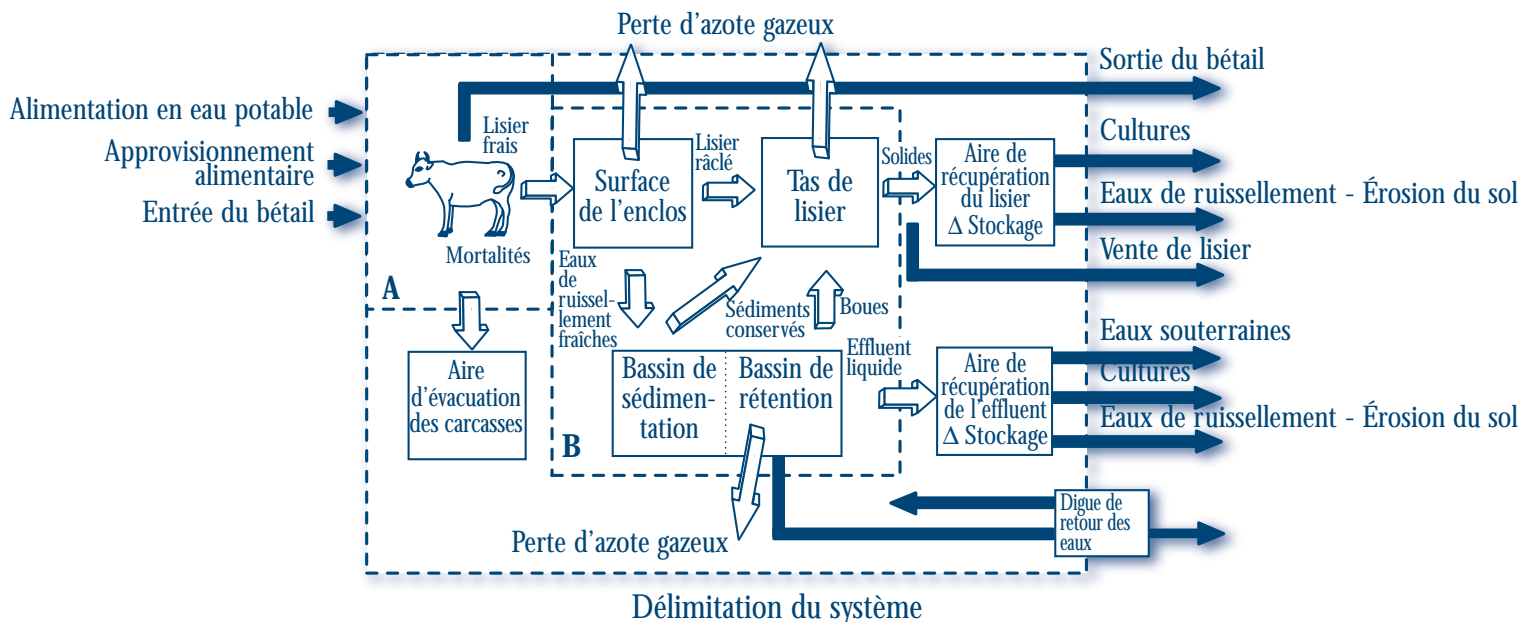 Perte d'azote gazeux
Sortie du bétail
Alimentation en eau potable
Approvisionnement
alimentaire
Entrée du bétail
Lisier
frais
Mortalités
A
Surface
de l'enclos
Lisier
râclé
Tas de
lisier
Solides
Aire de
récupération
du lisier
Δ Stockage
Cultures
Eaux de ruissellement - Érosion du sol
Vente de lisier
Eaux
de
ruissel-
lement
fraîches
Sédiments
conservés
Boues
Aire
d'évacuation
des carcasses
B
Bassin de
sédimen-
tation
Bassin de
rétention
Effluent
liquide
Aire de
récupération
de l'effluent
Δ Stockage
Eaux souterraines
Cultures
Eaux de ruissellement - Érosion du sol
Perte d'azote gazeux
Digue de
retour des
eaux
Délimitation du système